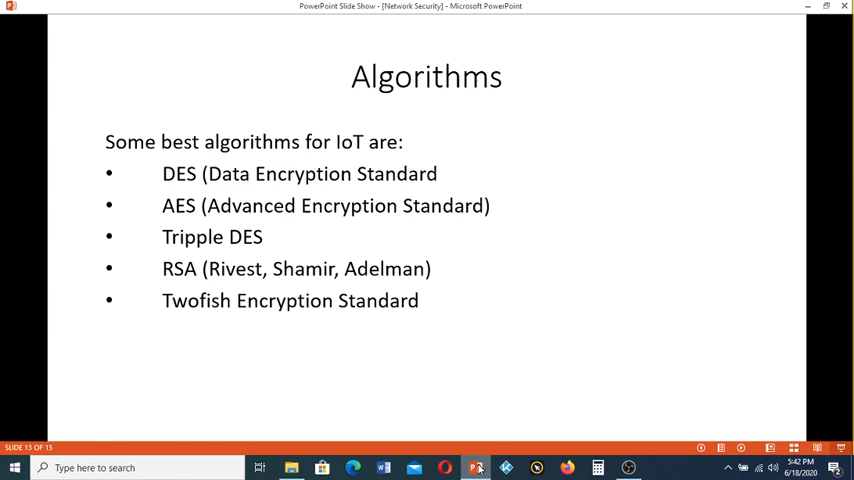 PowerPoint Slide Show - [Network Security] - Microsoft PowerPoint
Algorithms
Some best algorithms for IoT are:
• DES (Data Encryption Standard
• AES (Advanced Encryption Standard)
• Tripple DES
• RSA (Rivest, Shamir, Adelman)
• Twofish Encryption Standard
SLIDE 13 OF 15
Type here to search
5:42 PM
6/18/2020
2